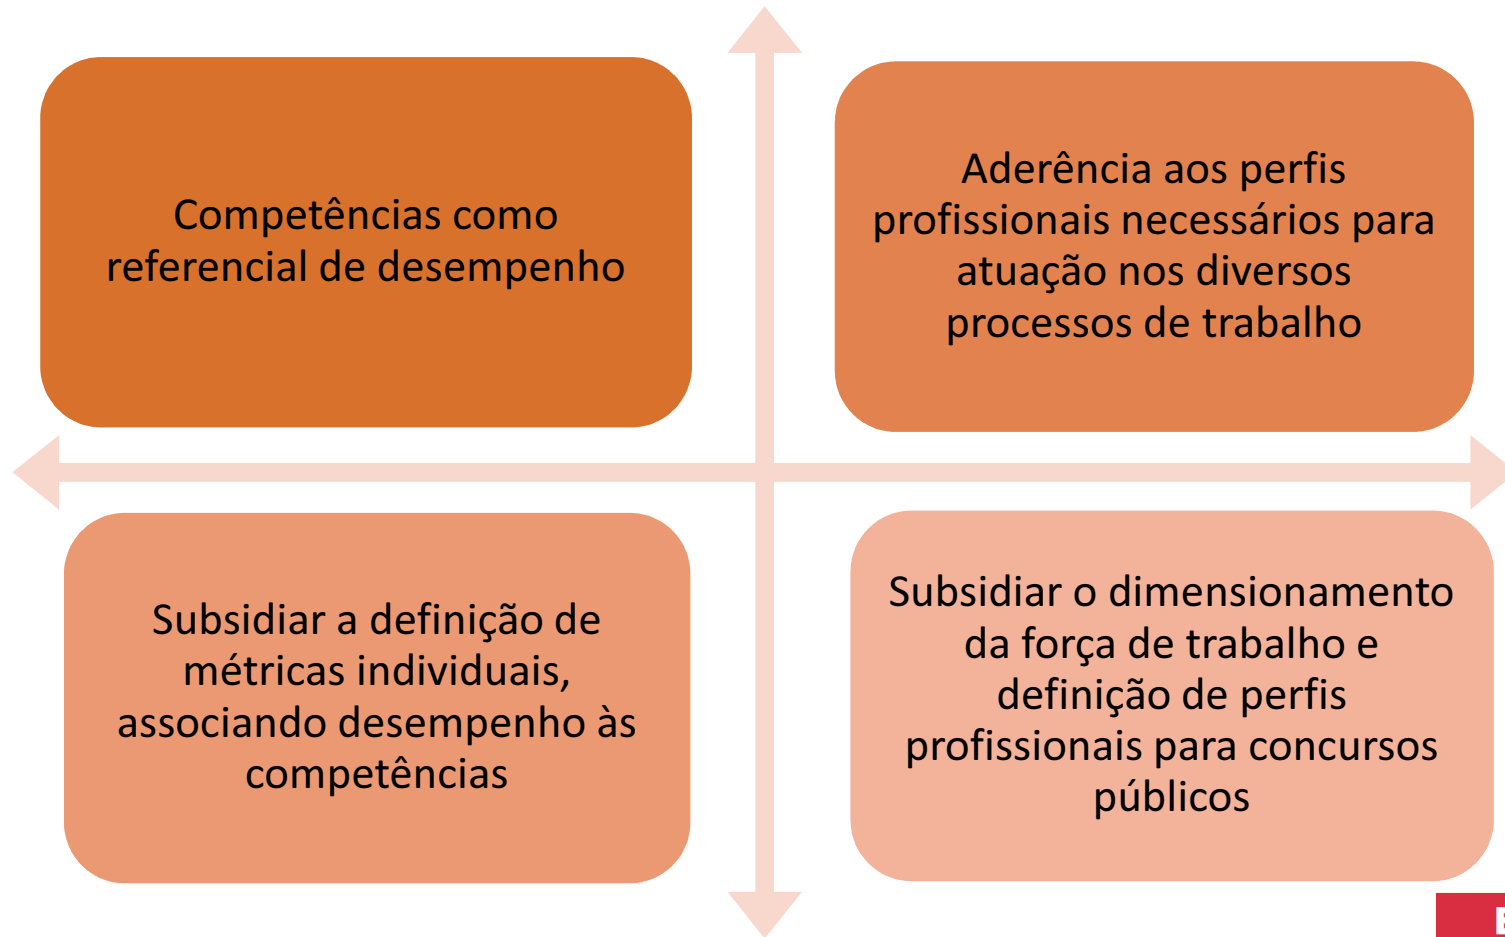 Competências como
referencial de desempenho
Aderência aos perfis
profissionais necessários para
atuação nos diversos
processos de trabalho
Subsidiar a definição de
métricas individuais,
associando desempenho às
competências
Subsidiar o dimensionamento
da força de trabalho e
definição de perfis
profissionais para concursos
públicos